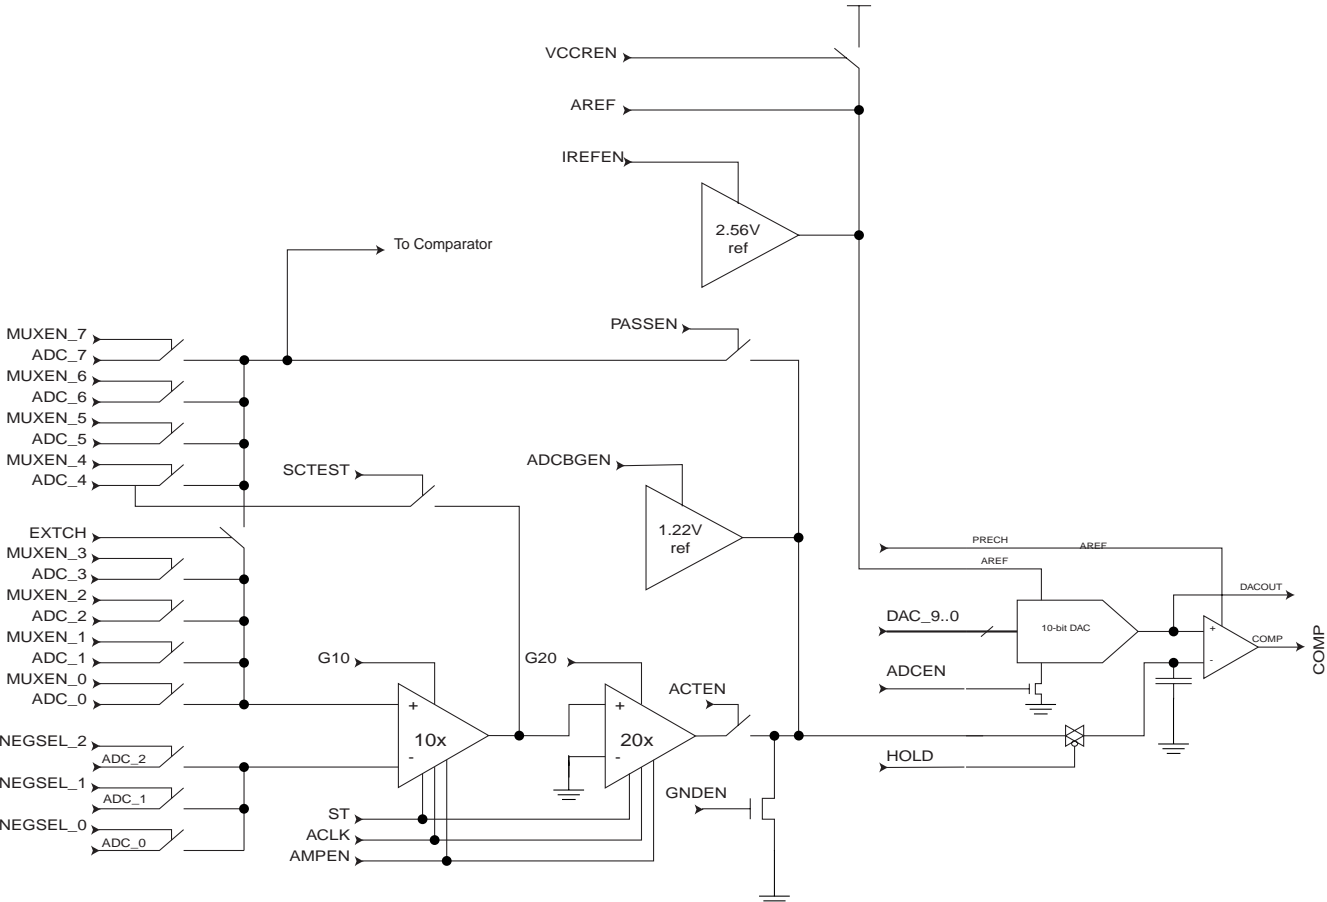 VCCREN
AREF
IREFEN
2.56V
ref
To Comparator
PASSEN
MUXEN_7
ADC_7
MUXEN_6
ADC_6
MUXEN_5
ADC_5
MUXEN_4
ADC_4
SCTEST
ADCBGEN
1.22V
ref
EXTCH
MUXEN_3
ADC_3
MUXEN_2
ADC_2
MUXEN_1
ADC_1
MUXEN_0
ADC_0
PRECH
AREF
AREF
DACOUT
DAC_9..0
10-bit DAC
+
-
COMP
COMP
ADCEN
G10
G20
ACTEN
+
10x
-
+
20x
-
NEGSEL_2
ADC_2
NEGSEL_1
ADC_1
NEGSEL_0
ADC_0
HOLD
GNDEN
ST
ACLK
AMPEN